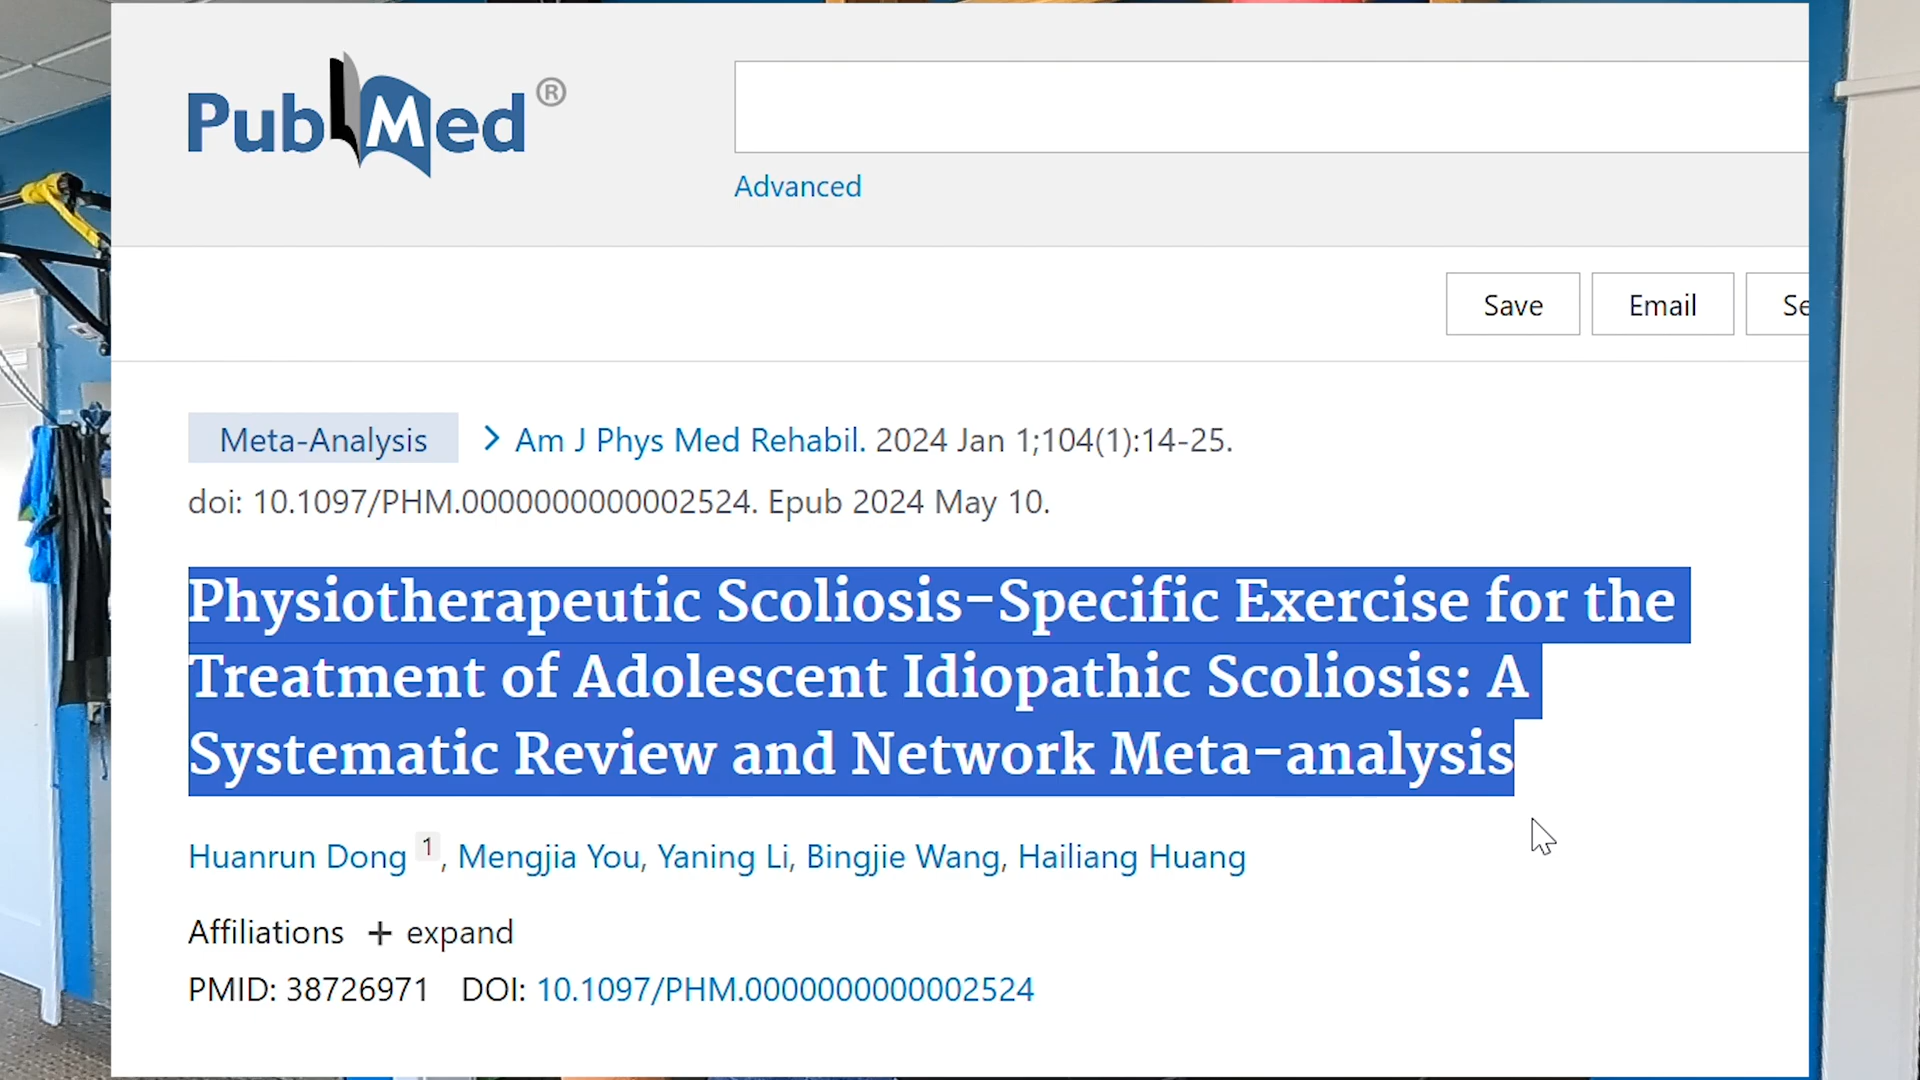 PubMed®
Advanced
Save Email Se
Meta-Analysis > Am J Phys Med Rehabil. 2024 Jan 1;104(1):14-25.
doi: 10.1097/PHM.0000000000002524. Epub 2024 May 10.
Physiotherapeutic Scoliosis-Specific Exercise for the
Treatment of Adolescent Idiopathic Scoliosis: A
Systematic Review and Network Meta-analysis
Huanrun Dong 1, Mengjia You, Yaning Li, Bingjie Wang, Hailiang Huang
Affiliations + expand
PMID: 38726971 DOI: 10.1097/PHM.0000000000002524